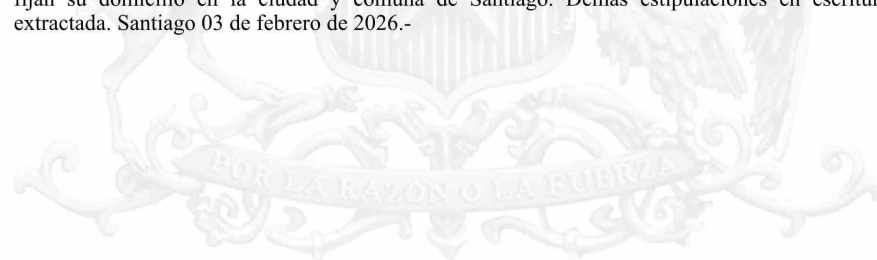 fijan su domicilio en la ciudad y comuna de Santiago. Demás estipulaciones en
extractada. Santiago 03 de febrero de 2026.-
POR LA RAZON O LA FUERZA